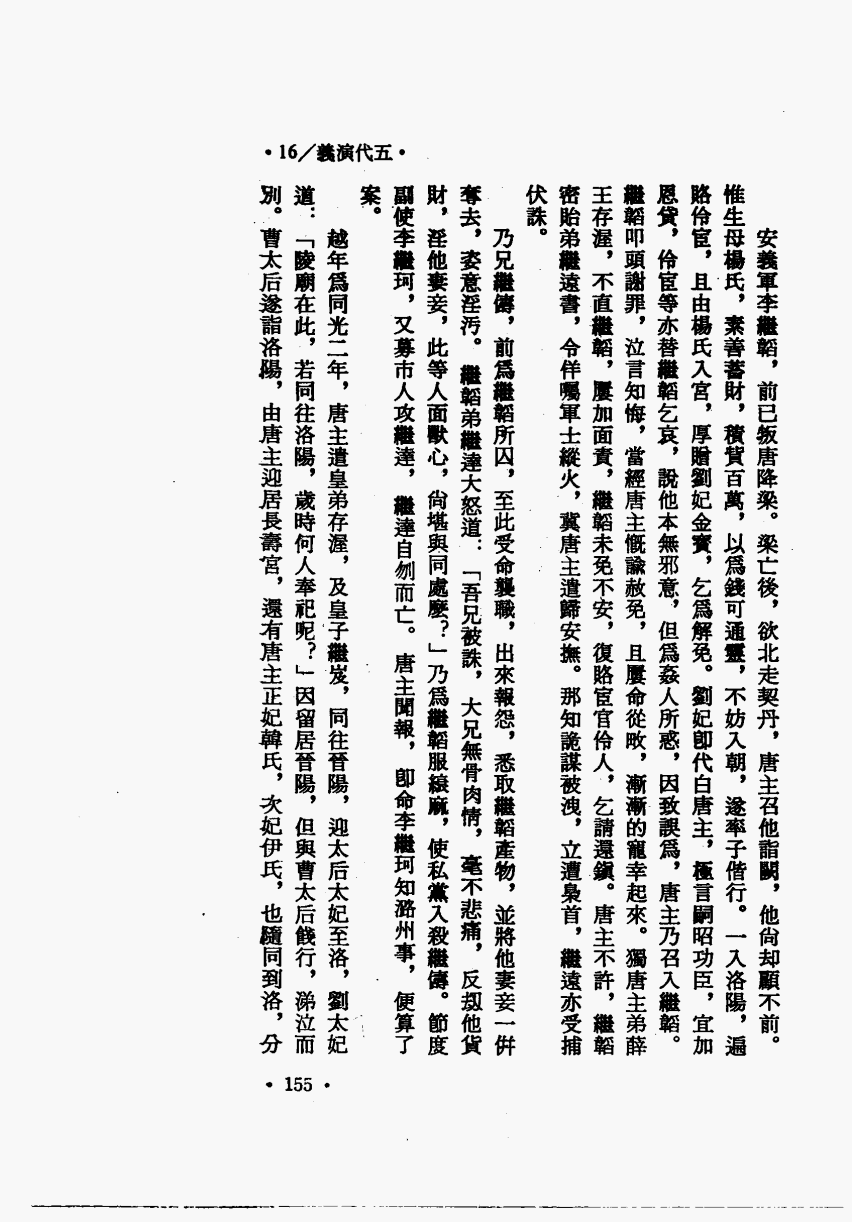 •16／義演代五•
安義軍李繼韜，前已叛唐降梁。梁亡後，欲北走契丹，唐主召他詣闕，他尙却顧不前。
惟生母楊氏，素善蓄財，積貲百萬，以爲錢可通靈，不妨入朝，遂率子偕行。一入洛陽，遍
賂伶宦，且由楊氏入宮，厚贈劉妃金寶，乞爲解免。劉妃卽代白唐主，極言嗣昭功臣，宜加
恩貸，伶宦等亦替繼韜乞哀，說他本無邪意，但爲姦人所惑，因致誤爲，唐主乃召入繼韜。
繼韜叩頭謝罪，泣言知悔，當經唐主慨諭赦免，且屢命從畋，漸漸的寵幸起來。獨唐主弟薛
王存渥，不直繼韜，屢加面責，繼韜未免不安，復賂宦官伶人，乞請還鎭。唐主不許，繼韜
密貽弟繼遠書，令佯囑軍士縱火，冀唐主遣歸安撫。那知詭謀被洩，立遭梟首，繼遠亦受捕
伏誅。
乃兄繼儔，前爲繼韜所囚，至此受命襲職，出來報怨，悉取繼韜產物，並將他妻妾一併
奪去，姿意淫污。繼韜弟繼達大怒道：「吾兄被誅，大兄無骨肉情，毫不悲痛，反刼他貨
財，淫他妻妾，此等人面獸心，尙堪與同處麽？」乃爲繼韜服縗麻，使私黨入殺繼儔。節度
副使李繼珂，又募市人攻繼達，繼達自刎而亡。唐主聞報，卽命李繼珂知潞州事，便算了
案。
越年爲同光二年，唐主遣皇弟存渥，及皇子繼岌，同往晉陽，迎太后太妃至洛，劉太妃
道：「陵廟在此，若同往洛陽，歲時何人奉祀呢？」因留居晉陽，但與曹太后餞行，涕泣而
別。曹太后遂詣洛陽，由唐主迎居長壽宮，還有唐主正妃韓氏，次妃伊氏，也隨同到洛，分
• 155 •